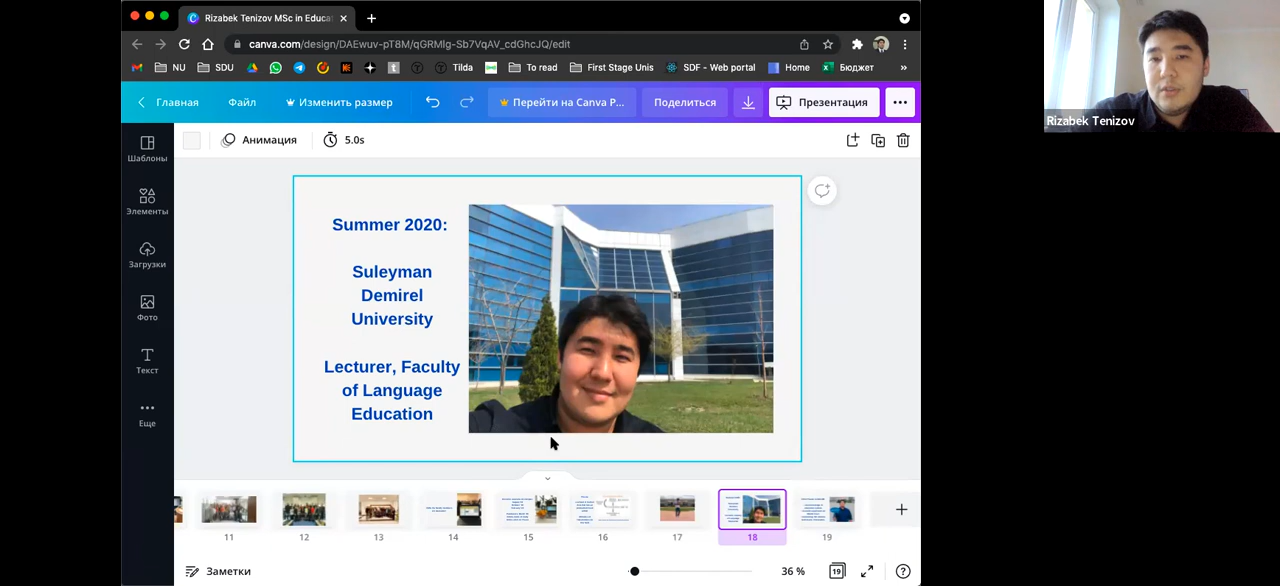 Rizabek Tenizov MSc in Educa
canva.com/design/DAEwuv-pT8M/qGRMlg-Sb7VqAV_cdGhcJQ/edit
NU
SDU
Tilda
To read
First Stage Unis
SDF - Web portal
Home
Бюджет
»
Главная
Файл
Изменить размер
Перейти на Canva P...
Поделиться
Презентация
Анимация
5.0s
Шаблоны
Элементы
Загрузки
Фото
Текст
Еще
Summer 2020:
Suleyman
Demirel
University
Lecturer, Faculty
of Language
Education
11
12
13
14
15
16
17
18
19
Заметки
36 %
19
Rizabek Tenizov